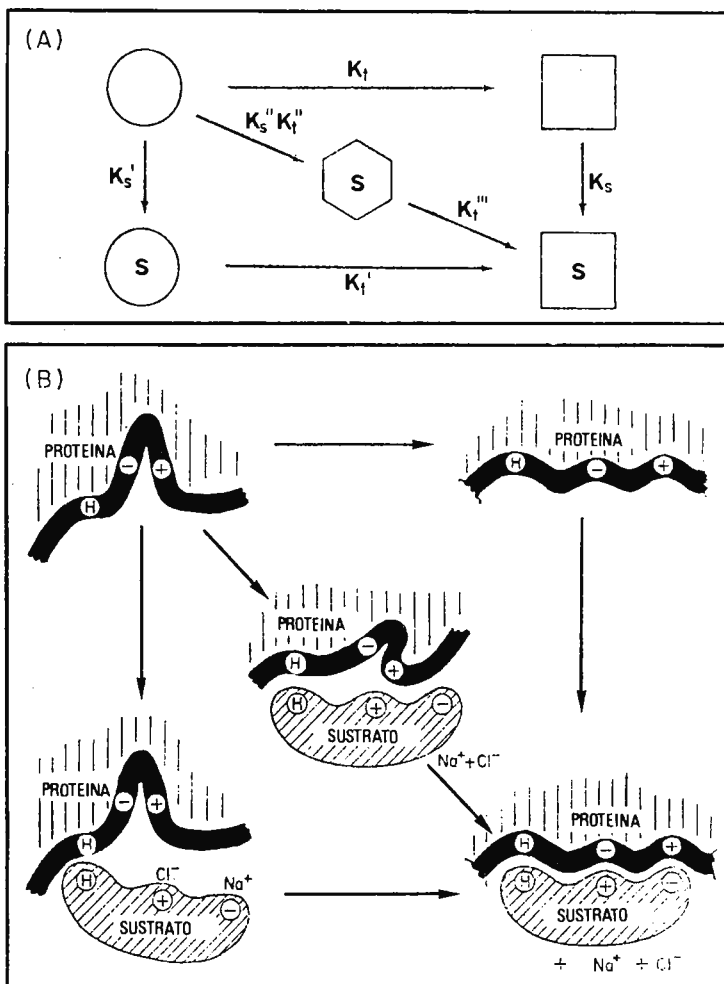 (A)
Kt
Ks''Kt''
Ks'
S
Kt'''
Ks
S
Kt'
S
(B)
PROTEINA
− +
H
PROTEINA
H − +
PROTEINA
H − +
H + −
SUSTRATO
Na⁺+Cl⁻
PROTEINA
− +
H
H Cl⁻ + Na⁺ −
SUSTRATO
PROTEINA
H − +
H + −
SUSTRATO
+ Na⁺ + Cl⁻